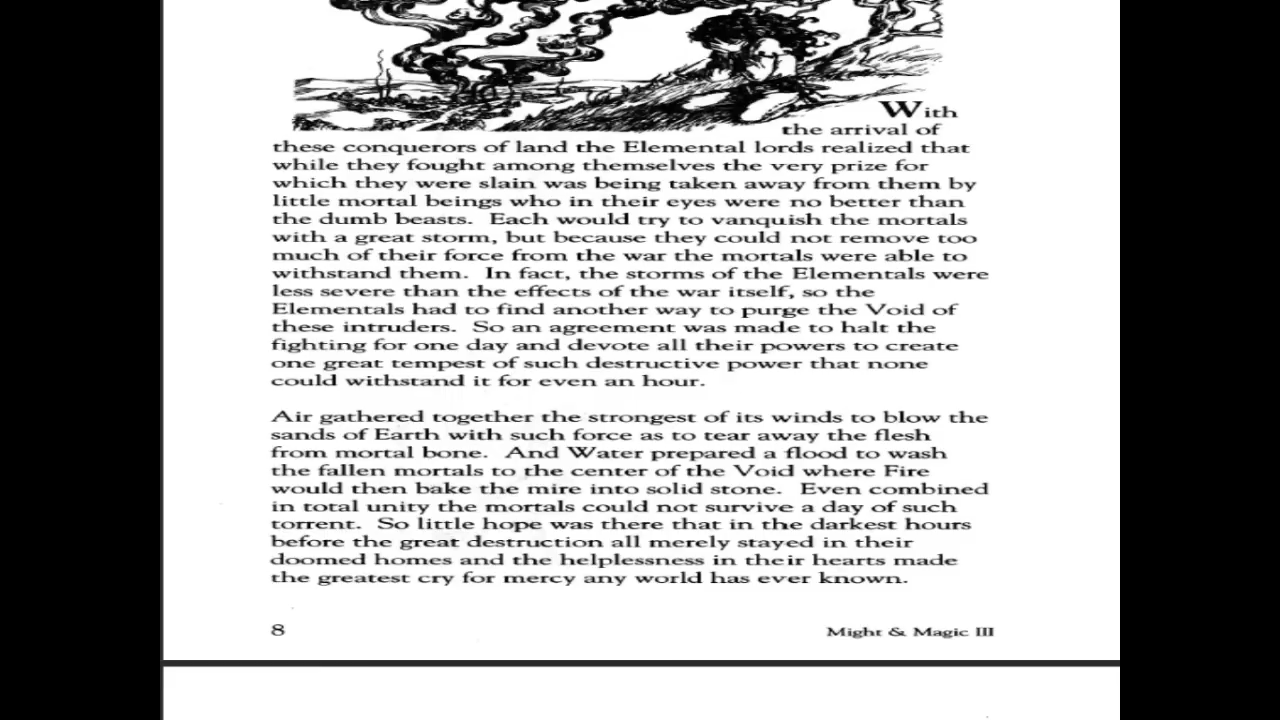 With
the arrival of
these conquerors of land the Elemental lords realized that
while they fought among themselves the very prize for
which they were slain was being taken away from them by
little mortal beings who in their eyes were no better than
the dumb beasts. Each would try to vanquish the mortals
with a great storm, but because they could not remove too
much of their force from the war the mortals were able to
withstand them. In fact, the storms of the Elementals were
less severe than the effects of the war itself, so the
Elementals had to find another way to purge the Void of
these intruders. So an agreement was made to halt the
fighting for one day and devote all their powers to create
one great tempest of such destructive power that none
could withstand it for even an hour.
Air gathered together the strongest of its winds to blow the
sands of Earth with such force as to tear away the flesh
from mortal bone. And Water prepared a flood to wash
the fallen mortals to the center of the Void where Fire
would then bake the mire into solid stone. Even combined
in total unity the mortals could not survive a day of such
torrent. So little hope was there that in the darkest hours
before the great destruction all merely stayed in their
doomed homes and the helplessness in their hearts made
the greatest cry for mercy any world has ever known.
8
Might & Magic III